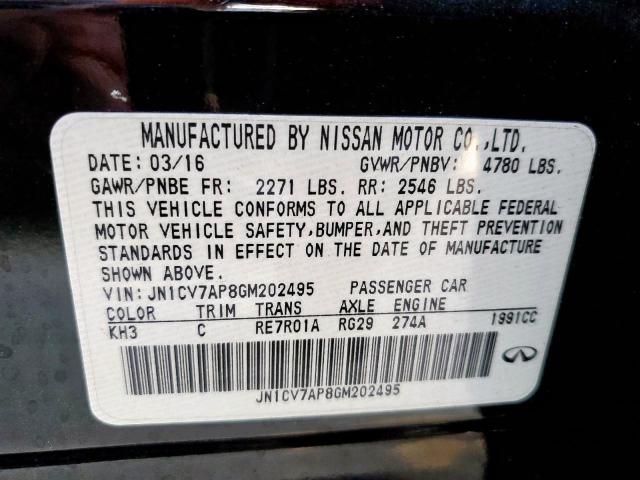 MANUFACTURED BY NISSAN MOTOR CO.,LTD.
DATE: 03/16 GVWR/PNBV: 4780 LBS.
GAWR/PNBE FR: 2271 LBS. RR: 2546 LBS.
THIS VEHICLE CONFORMS TO ALL APPLICABLE FEDERAL
MOTOR VEHICLE SAFETY,BUMPER,AND THEFT PREVENTION
STANDARDS IN EFFECT ON THE DATE OF MANUFACTURE
SHOWN ABOVE.
VIN: JN1CV7AP8GM202495 PASSENGER CAR
COLOR TRIM TRANS AXLE ENGINE
KH3 C RE7R01A RG29 274A 1991CC
JN1CV7AP8GM202495